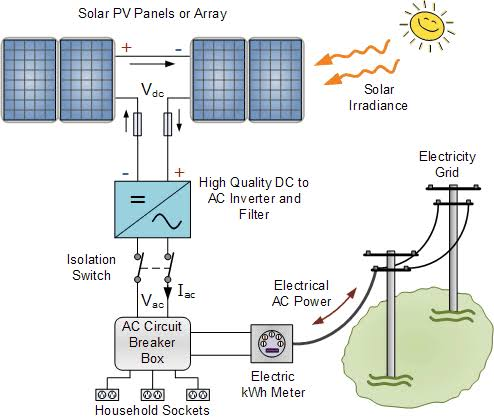 Solar PV Panels or Array
+ -
Vdc
Solar
Irradiance
- +
High Quality DC to
AC Inverter and
Filter
Electricity
Grid
Isolation
Switch
Vac
Iac
Electrical
AC Power
AC Circuit
Breaker
Box
Electric
kWh Meter
Household Sockets